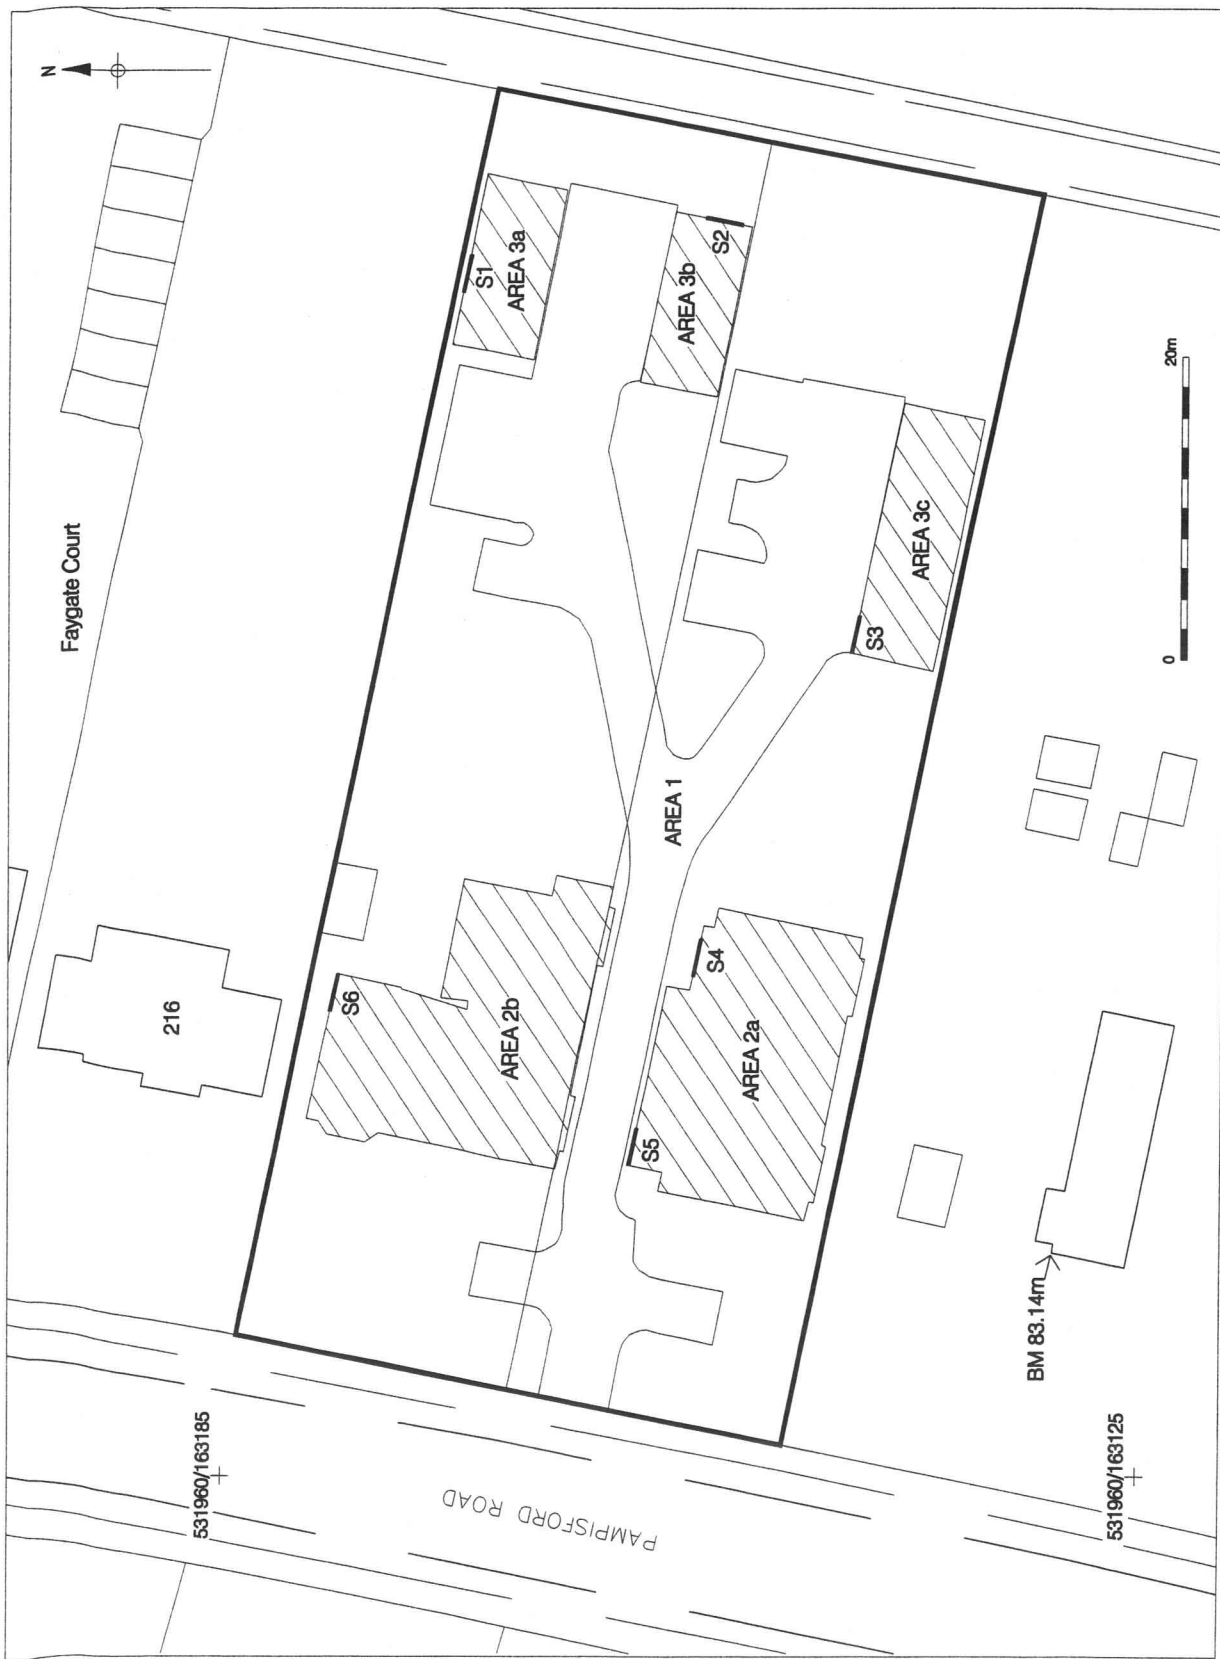 N
Faygate Court
216
S1
AREA 3a
S2
AREA 3b
S3
AREA 3c
AREA 1
S6
AREA 2b
S4
AREA 2a
S5
0
20m
BM 83.14m
531960/163185
PAMPISFORD ROAD
531960/163125